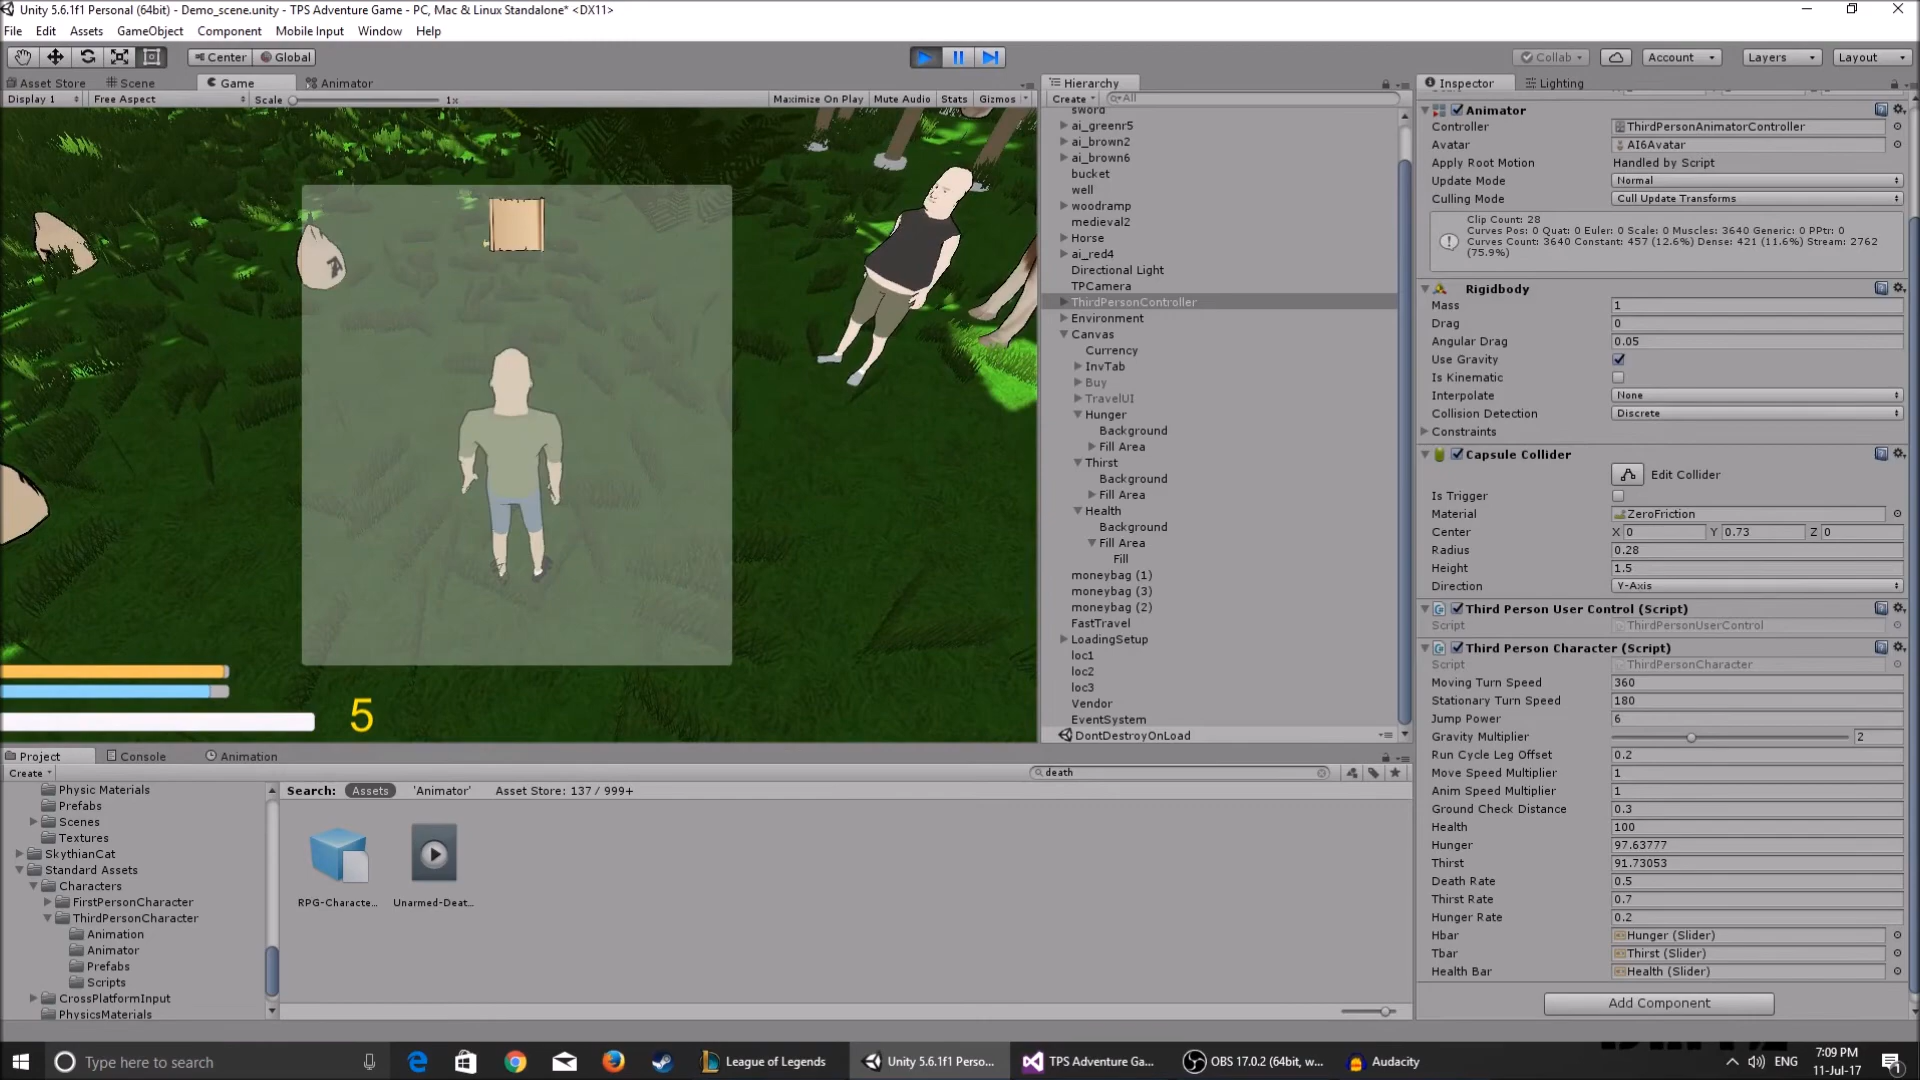 Unity 5.6.1f1 Personal (64bit) - Demo_scene.unity - TPS Adventure Game - PC, Mac & Linux Standalone* <DX11>
File Edit Assets GameObject Component Mobile Input Window Help
Center Global
Collab Account Layers Layout
Asset Store Scene Game Animator
Display 1 Free Aspect Scale 1x Maximize On Play Mute Audio Stats Gizmos
5
Hierarchy
Create All
sword
ai_greenr5
ai_brown2
ai_brown6
bucket
well
woodramp
medieval2
Horse
ai_red4
Directional Light
TPCamera
ThirdPersonController
Environment
Canvas
Currency
InvTab
Buy
TravelUI
Hunger
Background
Fill Area
Thirst
Background
Fill Area
Health
Background
Fill Area
Fill
moneybag (1)
moneybag (3)
moneybag (2)
FastTravel
LoadingSetup
loc1
loc2
loc3
Vendor
EventSystem
DontDestroyOnLoad
Inspector Lighting
Animator
Controller ThirdPersonAnimatorController
Avatar AI6Avatar
Apply Root Motion Handled by Script
Update Mode Normal
Culling Mode Cull Update Transforms
Clip Count: 28
Curves Pos: 0 Quat: 0 Euler: 0 Scale: 0 Muscles: 3640 Generic: 0 PPtr: 0
Curves Count: 3640 Constant: 457 (12.6%) Dense: 421 (11.6%) Stream: 2762
(75.9%)
Rigidbody
Mass 1
Drag 0
Angular Drag 0.05
Use Gravity
Is Kinematic
Interpolate None
Collision Detection Discrete
Constraints
Capsule Collider
Edit Collider
Is Trigger
Material ZeroFriction
Center X 0 Y 0.73 Z 0
Radius 0.28
Height 1.5
Direction Y-Axis
Third Person User Control (Script)
Script ThirdPersonUserControl
Third Person Character (Script)
Script ThirdPersonCharacter
Moving Turn Speed 360
Stationary Turn Speed 180
Jump Power 6
Gravity Multiplier 2
Run Cycle Leg Offset 0.2
Move Speed Multiplier 1
Anim Speed Multiplier 1
Ground Check Distance 0.3
Health 100
Hunger 97.63777
Thirst 91.73053
Death Rate 0.5
Thirst Rate 0.7
Hunger Rate 0.2
Hbar Hunger (Slider)
Tbar Thirst (Slider)
Health Bar Health (Slider)
Add Component
Project Console Animation
Create death
Physic Materials
Prefabs
Scenes
Textures
SkythianCat
Standard Assets
Characters
FirstPersonCharacter
ThirdPersonCharacter
Animation
Animator
Prefabs
Scripts
CrossPlatformInput
PhysicsMaterials
Search: Assets 'Animator' Asset Store: 137 / 999+
RPG-Characte... Unarmed-Deat...
Type here to search
League of Legends Unity 5.6.1f1 Perso... TPS Adventure Ga... OBS 17.0.2 (64bit, w... Audacity
ENG 7:09 PM
11-Jul-17
1